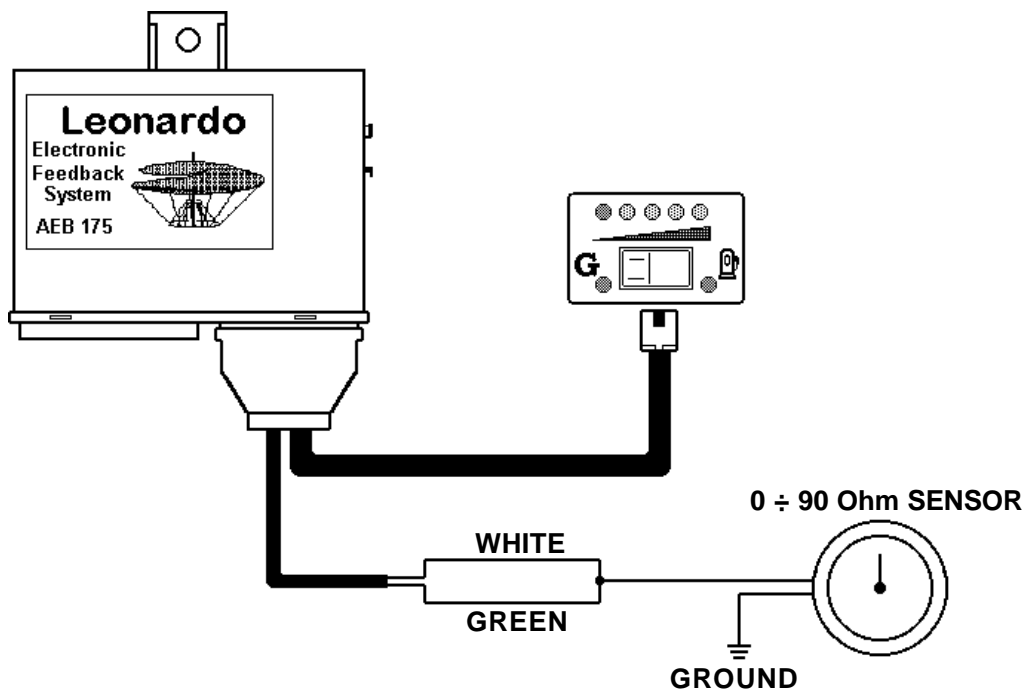 Leonardo
Electronic
Feedback
System
AEB 175
G
0 ÷ 90 Ohm SENSOR
WHITE
GREEN
GROUND